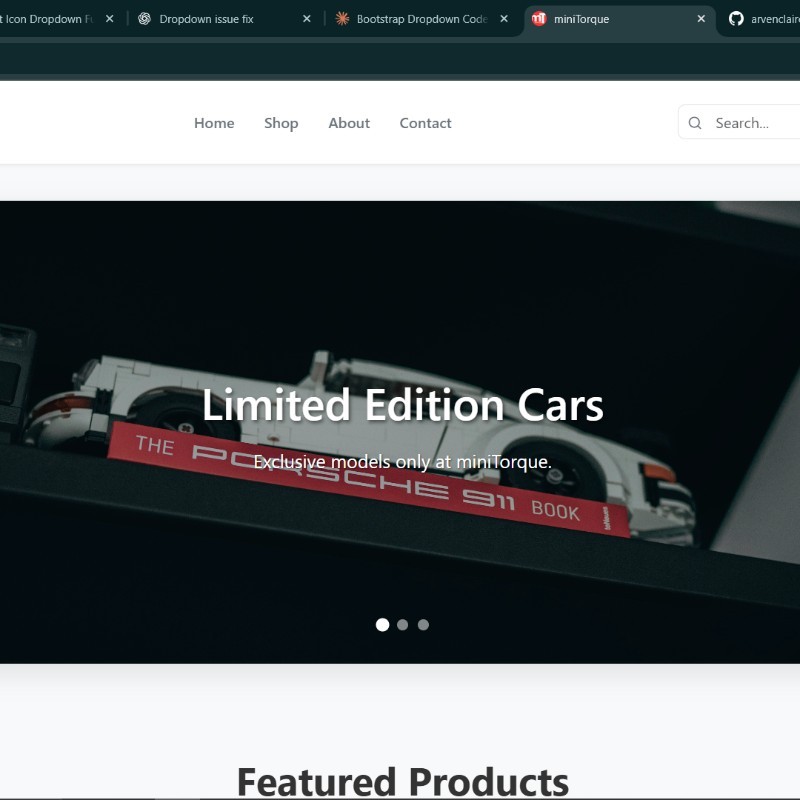 t Icon Dropdown Fu
Dropdown issue fix
Bootstrap Dropdown Code
miniTorque
arvenclaire
Home
Shop
About
Contact
Search...
Limited Edition Cars
Exclusive models only at miniTorque.
THE PORSCHE 911 BOOK
Featured Products